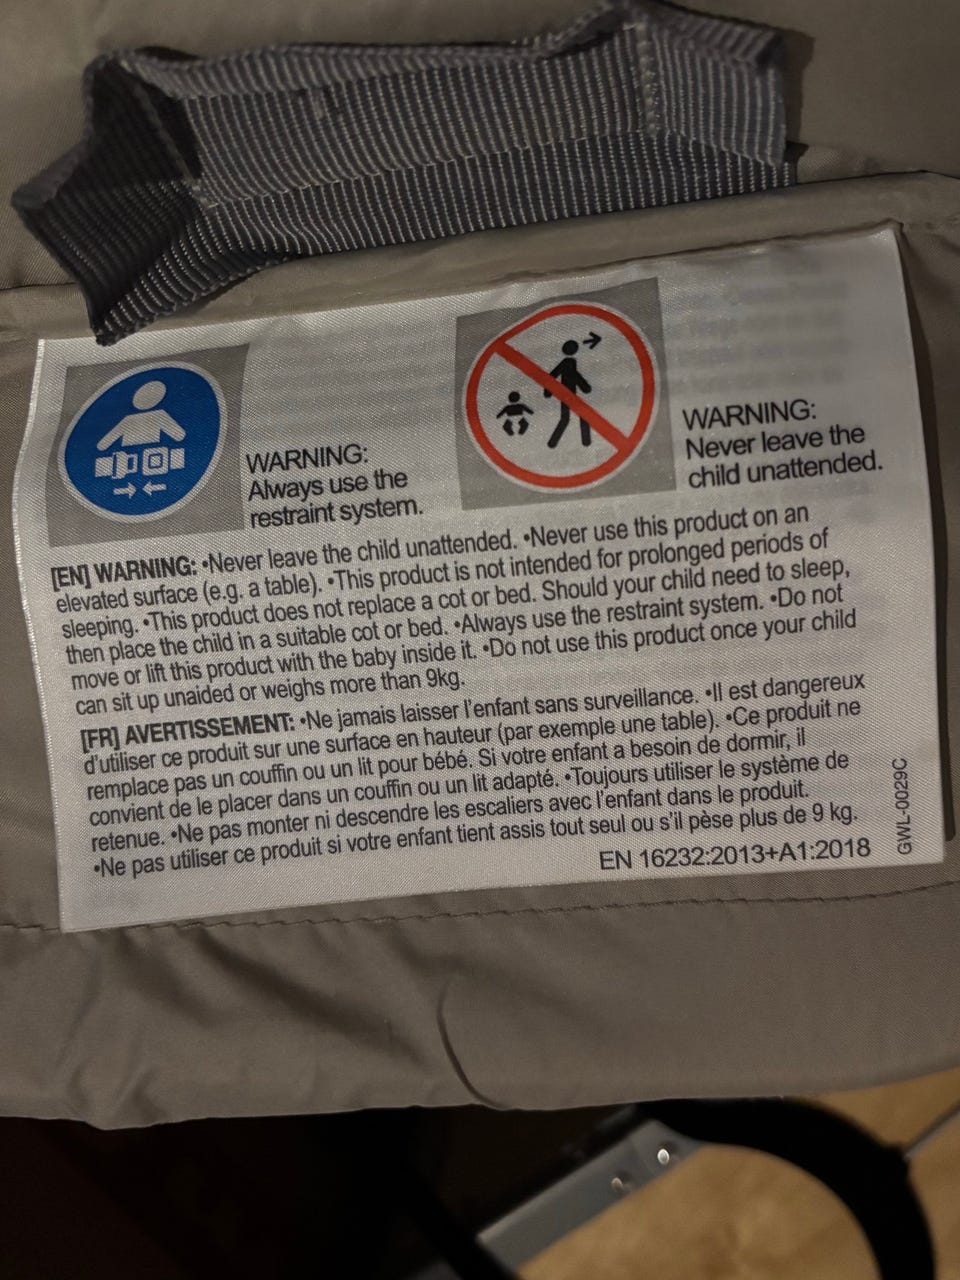 WARNING:
Always use the
restraint system.
WARNING:
Never leave the
child unattended.
[EN] WARNING: •Never leave the child unattended. •Never use this product on an
elevated surface (e.g. a table). •This product is not intended for prolonged periods of
sleeping. •This product does not replace a cot or bed. Should your child need to sleep,
then place the child in a suitable cot or bed. •Always use the restraint system. •Do not
move or lift this product with the baby inside it. •Do not use this product once your child
can sit up unaided or weighs more than 9kg.
[FR] AVERTISSEMENT: •Ne jamais laisser l'enfant sans surveillance. •Il est dangereux
d'utiliser ce produit sur une surface en hauteur (par exemple une table). •Ce produit ne
remplace pas un couffin ou un lit pour bébé. Si votre enfant a besoin de dormir, il
convient de le placer dans un couffin ou un lit adapté. •Toujours utiliser le système de
retenue. •Ne pas monter ni descendre les escaliers avec l'enfant dans le produit.
•Ne pas utiliser ce produit si votre enfant tient assis tout seul ou s'il pèse plus de 9 kg.
EN 16232:2013+A1:2018
GWL-0029C